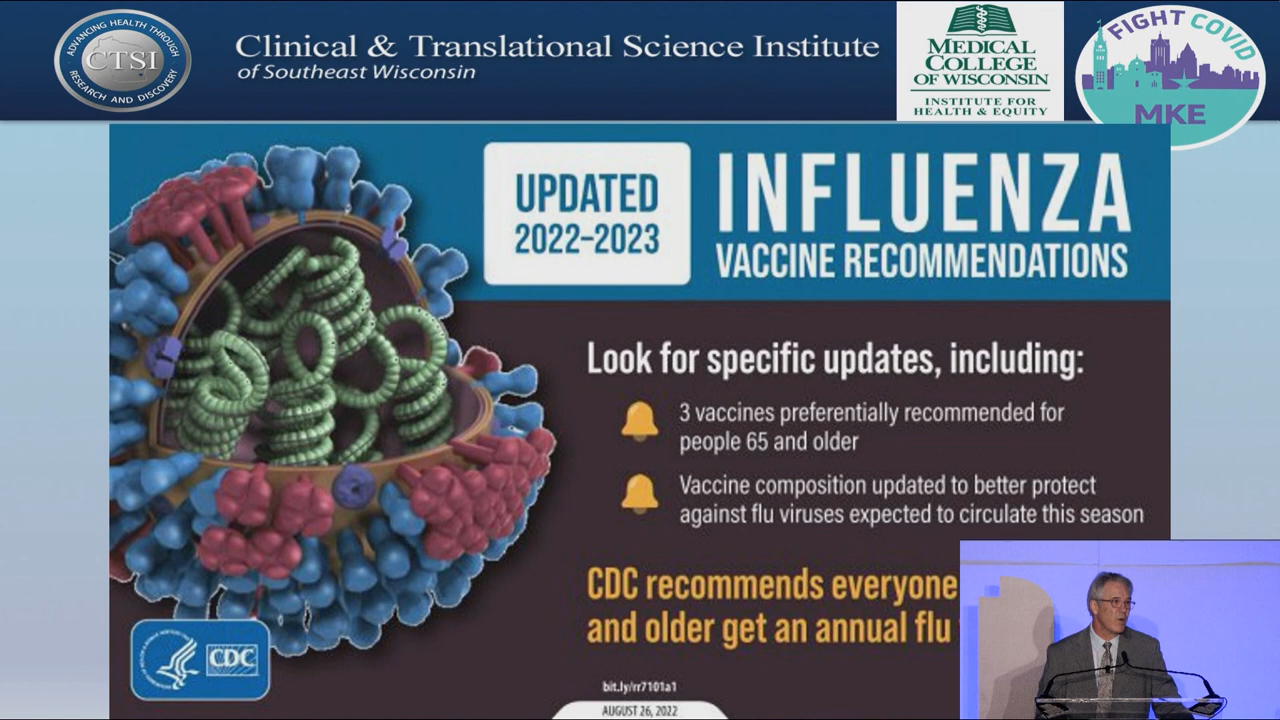 ADVANCING HEALTH THROUGH
CTSI
RESEARCH AND DISCOVERY
Clinical & Translational Science Institute
of Southeast Wisconsin
MEDICAL
COLLEGE
OF WISCONSIN
INSTITUTE FOR
HEALTH & EQUITY
FIGHT COVID
MKE
UPDATED
2022–2023
INFLUENZA
VACCINE RECOMMENDATIONS
Look for specific updates, including:
3 vaccines preferentially recommended for
people 65 and older
Vaccine composition updated to better protect
against flu viruses expected to circulate this season
CDC recommends everyone
and older get an annual flu
CDC
bit.ly/rr7101a1
AUGUST 26, 2022